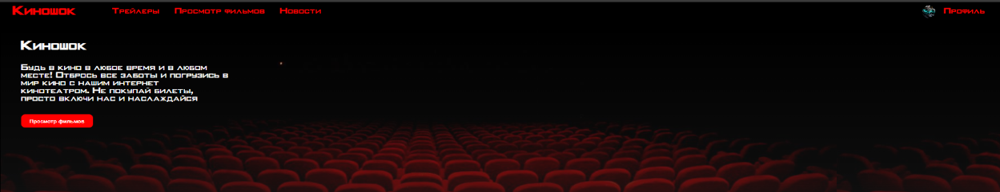 Киношок Трейлеры Просмотр фильмов Новости Профиль
Киношок
Будь в кино в любое время и в любом
месте! Отбрось все заботы и погрузись в
мир кино с нашим интернет
кинотеатром. Не покупай билеты,
просто включи нас и наслаждайся
Просмотр фильмов